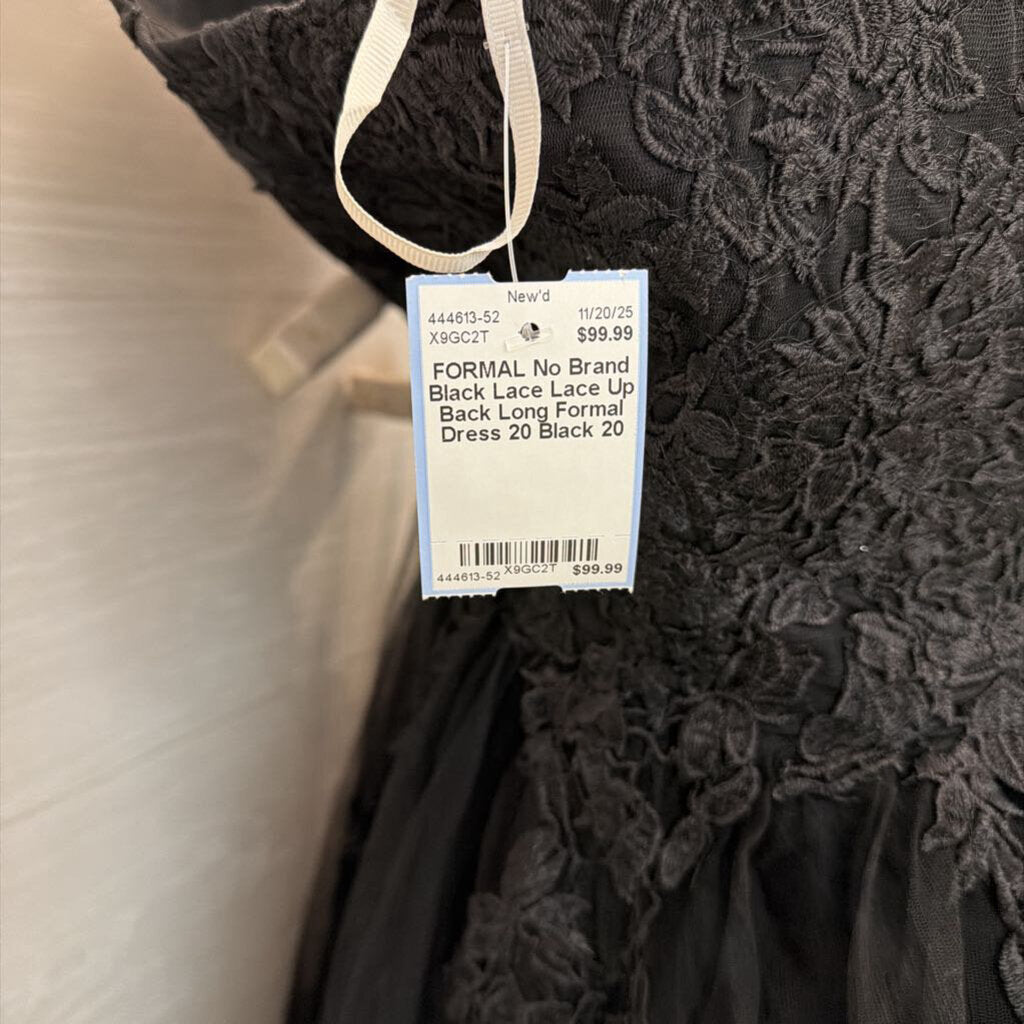 New'd
444613-52 11/20/25
X9GC2T $99.99
FORMAL No Brand
Black Lace Lace Up
Back Long Formal
Dress 20 Black 20
444613-52 X9GC2T $99.99